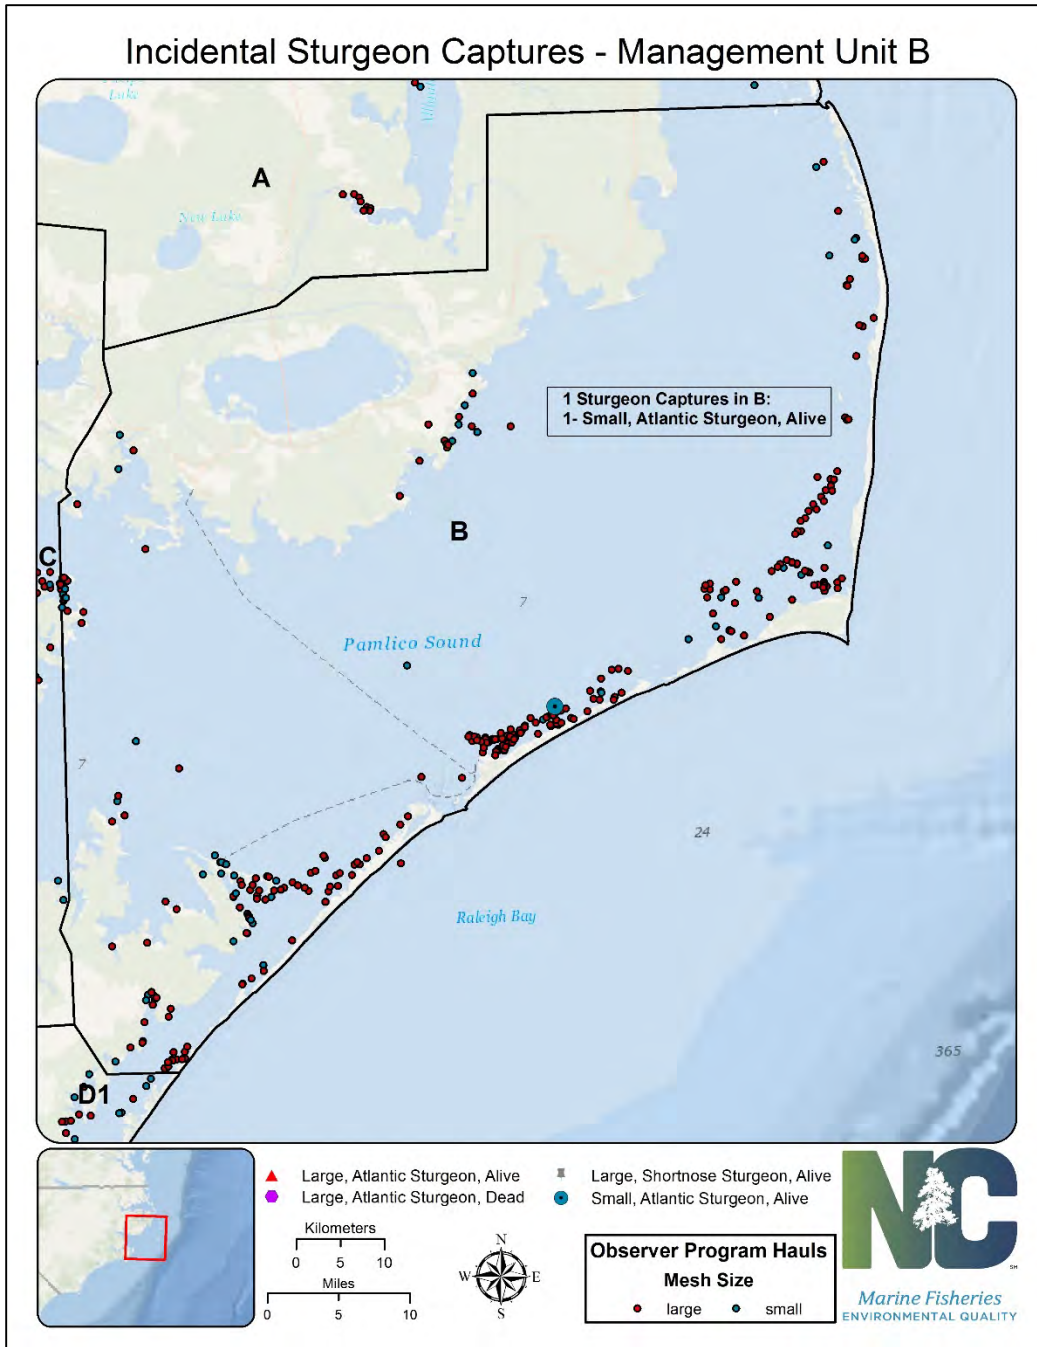 Incidental Sturgeon Captures - Management Unit B
Lake
A
New Lake
1 Sturgeon Captures in B:
1- Small, Atlantic Sturgeon, Alive
B
C
7
Pamlico Sound
7
24
Raleigh Bay
365
D1
Large, Atlantic Sturgeon, Alive
Large, Atlantic Sturgeon, Dead
Large, Shortnose Sturgeon, Alive
Small, Atlantic Sturgeon, Alive
Kilometers
0 5 10
Miles
0 5 10
N
W E
S
Observer Program Hauls
Mesh Size
large small
NC
SM
Marine Fisheries
ENVIRONMENTAL QUALITY